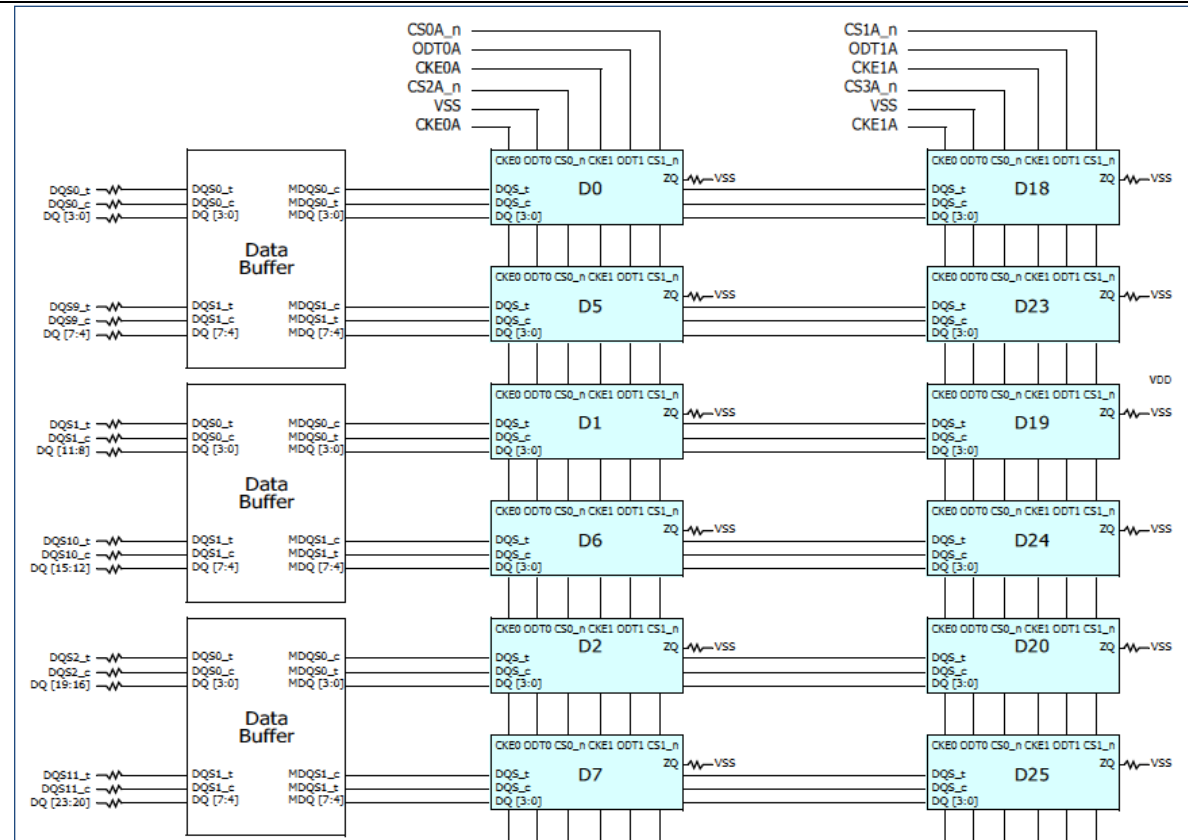 CS0A_n
ODT0A
CKE0A
CS2A_n
VSS
CKE0A
CS1A_n
ODT1A
CKE1A
CS3A_n
VSS
CKE1A
DQS0_t
DQS0_c
DQ [3:0]
DQS0_t MDQS0_c
DQS0_c MDQS0_t
DQ [3:0] MDQ [3:0]
Data
Buffer
DQS9_t
DQS9_c
DQ [7:4]
DQS1_t MDQS1_c
DQS1_c MDQS1_t
DQ [7:4] MDQ [7:4]
CKE0 ODT0 CS0_n CKE1 ODT1 CS1_n
D0
ZQ VSS
DQS_t
DQS_c
DQ [3:0]
CKE0 ODT0 CS0_n CKE1 ODT1 CS1_n
D18
ZQ VSS
DQS_t
DQS_c
DQ [3:0]
CKE0 ODT0 CS0_n CKE1 ODT1 CS1_n
D5
ZQ VSS
DQS_t
DQS_c
DQ [3:0]
CKE0 ODT0 CS0_n CKE1 ODT1 CS1_n
D23
ZQ VSS
DQS_t
DQS_c
DQ [3:0]
VDD
DQS1_t
DQS1_c
DQ [11:8]
DQS0_t MDQS0_c
DQS0_c MDQS0_t
DQ [3:0] MDQ [3:0]
Data
Buffer
DQS10_t
DQS10_c
DQ [15:12]
DQS1_t MDQS1_c
DQS1_c MDQS1_t
DQ [7:4] MDQ [7:4]
CKE0 ODT0 CS0_n CKE1 ODT1 CS1_n
D1
ZQ VSS
DQS_t
DQS_c
DQ [3:0]
CKE0 ODT0 CS0_n CKE1 ODT1 CS1_n
D19
ZQ VSS
DQS_t
DQS_c
DQ [3:0]
CKE0 ODT0 CS0_n CKE1 ODT1 CS1_n
D6
ZQ VSS
DQS_t
DQS_c
DQ [3:0]
CKE0 ODT0 CS0_n CKE1 ODT1 CS1_n
D24
ZQ VSS
DQS_t
DQS_c
DQ [3:0]
DQS2_t
DQS2_c
DQ [19:16]
DQS0_t MDQS0_c
DQS0_c MDQS0_t
DQ [3:0] MDQ [3:0]
Data
Buffer
DQS11_t
DQS11_c
DQ [23:20]
DQS1_t MDQS1_c
DQS1_c MDQS1_t
DQ [7:4] MDQ [7:4]
CKE0 ODT0 CS0_n CKE1 ODT1 CS1_n
D2
ZQ VSS
DQS_t
DQS_c
DQ [3:0]
CKE0 ODT0 CS0_n CKE1 ODT1 CS1_n
D20
ZQ VSS
DQS_t
DQS_c
DQ [3:0]
CKE0 ODT0 CS0_n CKE1 ODT1 CS1_n
D7
ZQ VSS
DQS_t
DQS_c
DQ [3:0]
CKE0 ODT0 CS0_n CKE1 ODT1 CS1_n
D25
ZQ VSS
DQS_t
DQS_c
DQ [3:0]